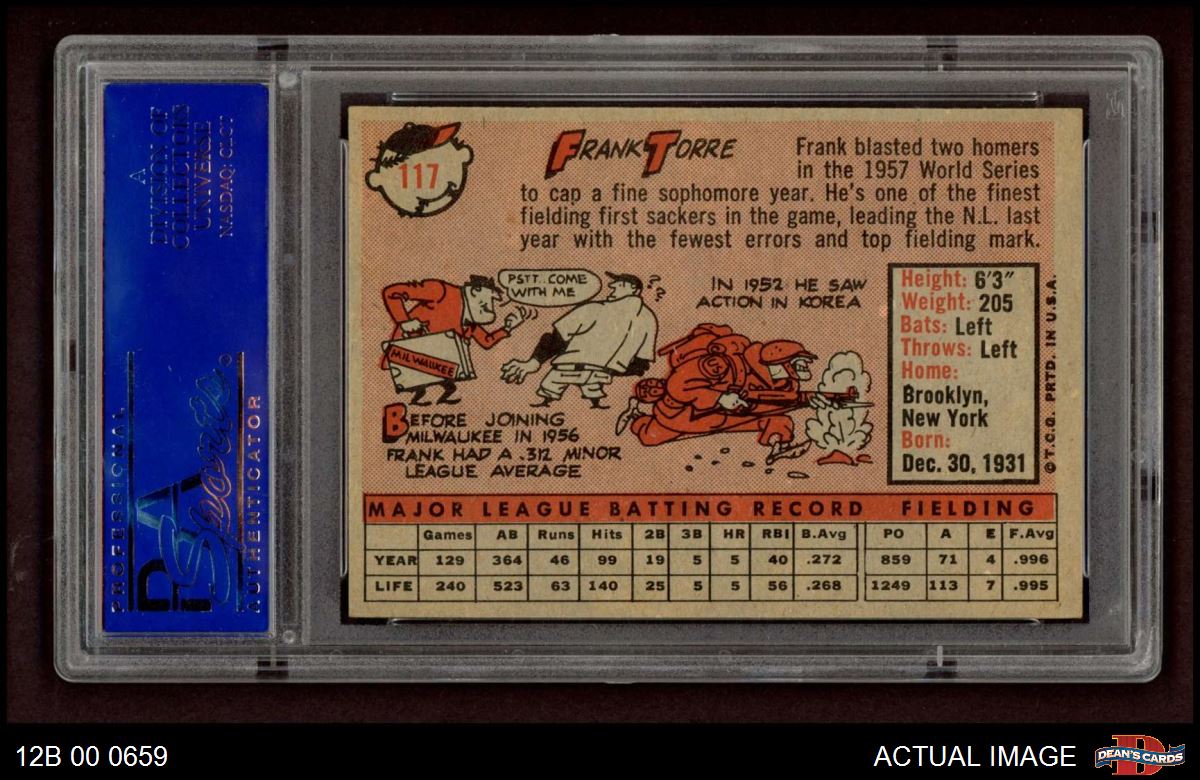 A
DIVISION OF
COLLECTORS
UNIVERSE
NASDAQ: CLCT
PROFESSIONAL
PSA
Sports
AUTHENTICATOR
117
FRANK TORRE
Frank blasted two homers
in the 1957 World Series
to cap a fine sophomore year. He's one of the finest
fielding first sackers in the game, leading the N.L. last
year with the fewest errors and top fielding mark.
PSTT..COME
WITH ME
??
MILWAUKEE
BEFORE JOINING
MILWAUKEE IN 1956
FRANK HAD A .312 MINOR
LEAGUE AVERAGE
IN 1952 HE SAW
ACTION IN KOREA
Height: 6'3"
Weight: 205
Bats: Left
Throws: Left
Home:
Brooklyn,
New York
Born:
Dec. 30, 1931
© T.C.G. PRTD. IN U.S.A.
MAJOR LEAGUE BATTING RECORD FIELDING
Games AB Runs Hits 2B 3B HR RBI B.Avg PO A E F.Avg
YEAR 129 364 46 99 19 5 5 40 .272 859 71 4 .996
LIFE 240 523 63 140 25 5 5 56 .268 1249 113 7 .995
12B 00 0659
ACTUAL IMAGE
DEAN'S CARDS